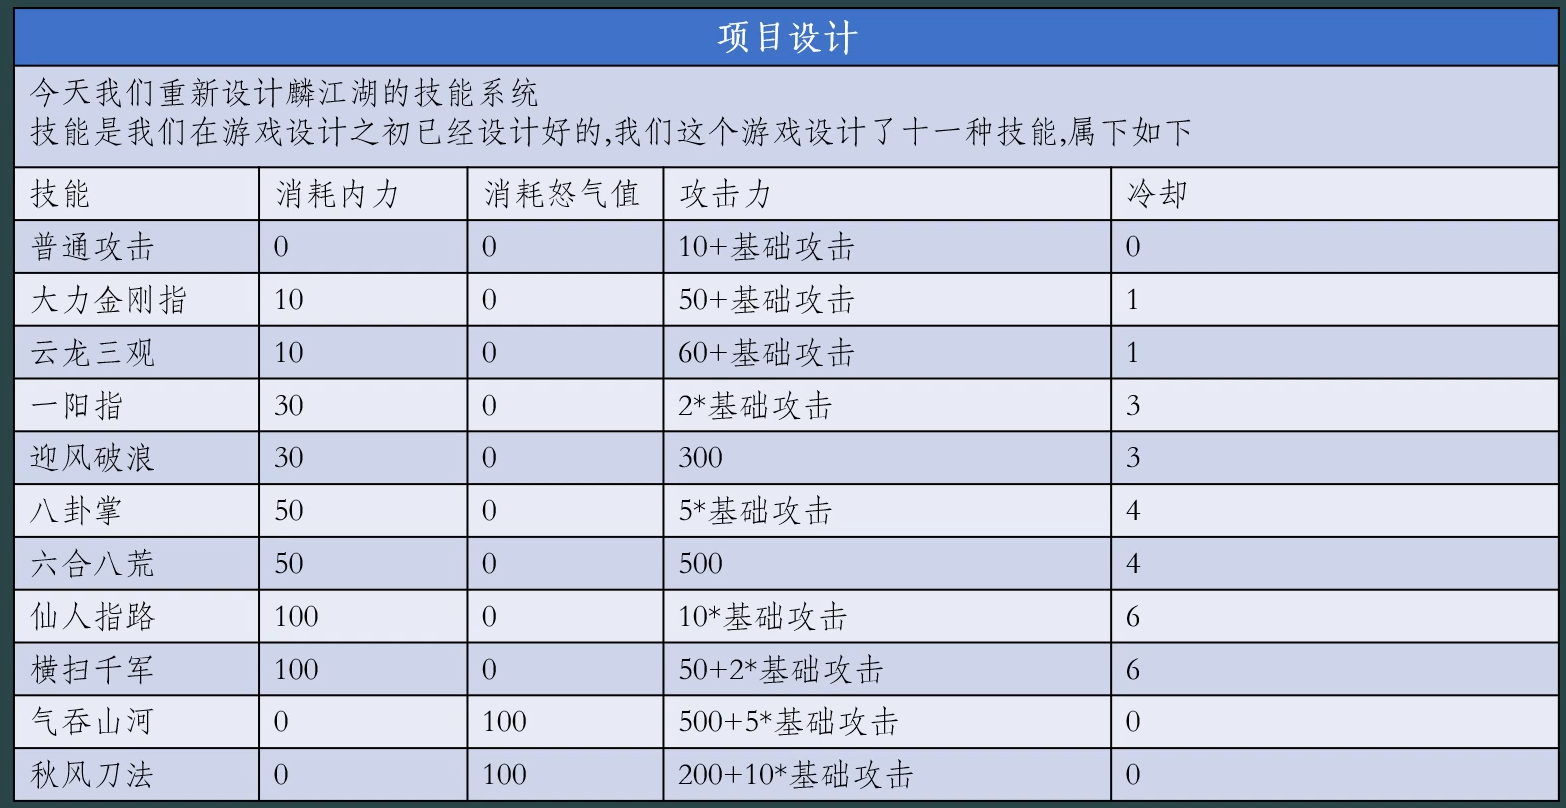 项目设计
今天我们重新设计麟江湖的技能系统
技能是我们在游戏设计之初已经设计好的,我们这个游戏设计了十一种技能,属下如下
技能 消耗内力 消耗怒气值 攻击力 冷却
普通攻击 0 0 10+基础攻击 0
大力金刚指 10 0 50+基础攻击 1
云龙三观 10 0 60+基础攻击 1
一阳指 30 0 2*基础攻击 3
迎风破浪 30 0 300 3
八卦掌 50 0 5*基础攻击 4
六合八荒 50 0 500 4
仙人指路 100 0 10*基础攻击 6
横扫千军 100 0 50+2*基础攻击 6
气吞山河 0 100 500+5*基础攻击 0
秋风刀法 0 100 200+10*基础攻击 0